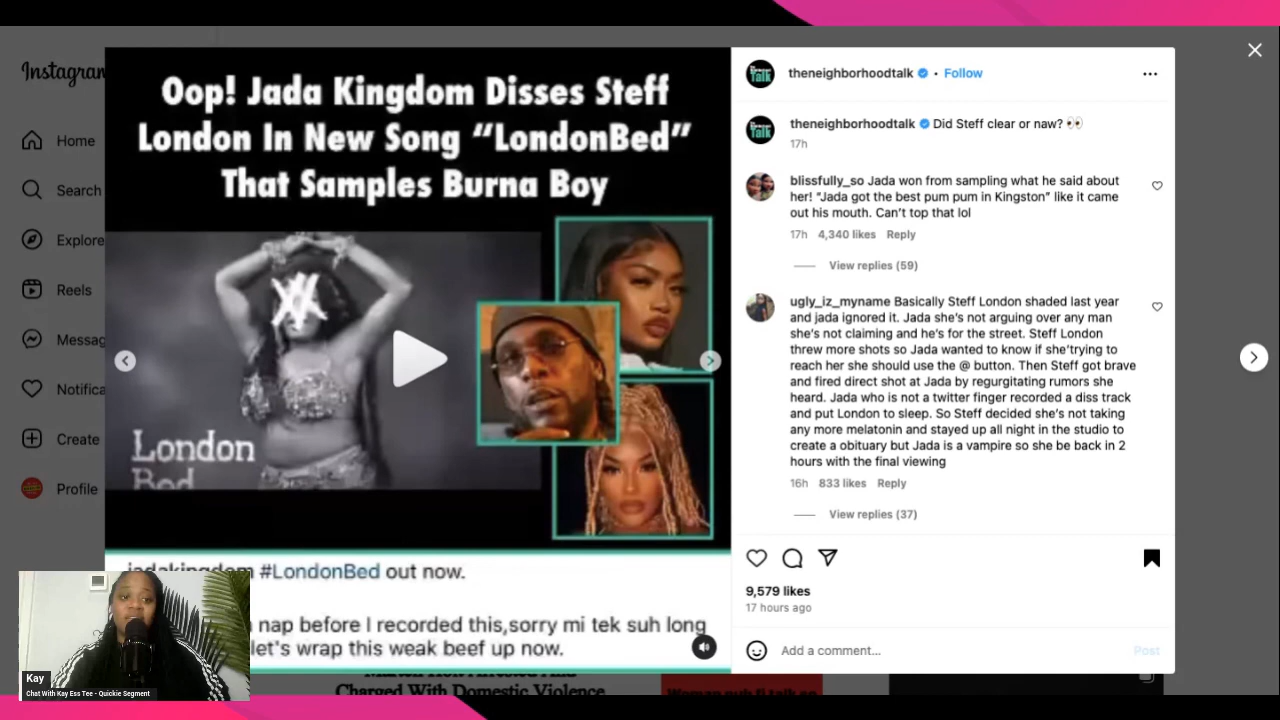 Instagram
Home
Search
Explore
Reels
Messag
Notifica
Create
Profile
Oop! Jada Kingdom Disses Steff
London In New Song “LondonBed”
That Samples Burna Boy
London
Bed
jadakingdom #LondonBed out now.
nap before I recorded this,sorry mi tek suh long
let's wrap this weak beef up now.
Kay
Chat With Kay Ess Tee - Quickie Segment
Charged With Domestic Violence
Talk
theneighborhoodtalk • Follow
Talk
theneighborhoodtalk Did Steff clear or naw? 👀
17h
blissfully_so Jada won from sampling what he said about
her! “Jada got the best pum pum in Kingston” like it came
out his mouth. Can’t top that lol
17h 4,340 likes Reply
View replies (59)
ugly_iz_myname Basically Steff London shaded last year
and jada ignored it. Jada she's not arguing over any man
she's not claiming and he's for the street. Steff London
threw more shots so Jada wanted to know if she'trying to
reach her she should use the @ button. Then Steff got brave
and fired direct shot at Jada by regurgitating rumors she
heard. Jada who is not a twitter finger recorded a diss track
and put London to sleep. So Steff decided she's not taking
any more melatonin and stayed up all night in the studio to
create a obituary but Jada is a vampire so she be back in 2
hours with the final viewing
16h 833 likes Reply
View replies (37)
9,579 likes
17 hours ago
Add a comment...
Post